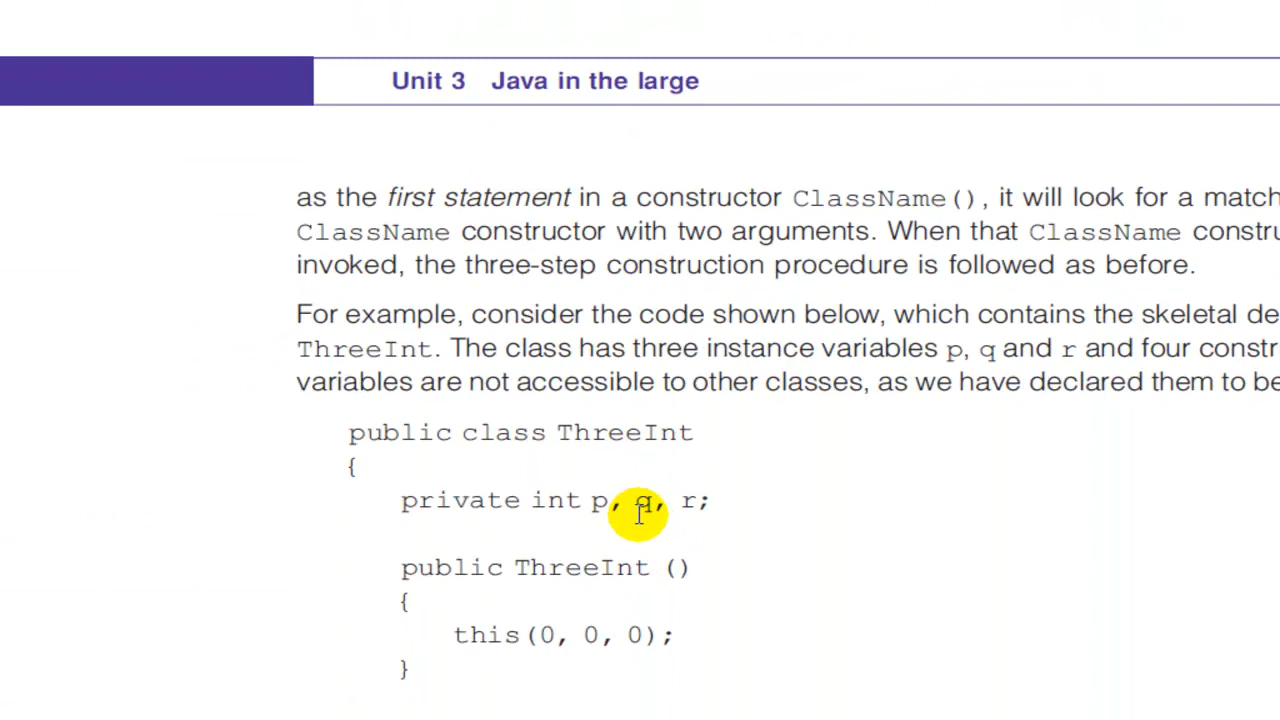 Unit 3 Java in the large
as the first statement in a constructor ClassName(), it will look for a match
ClassName constructor with two arguments. When that ClassName constru
invoked, the three-step construction procedure is followed as before.
For example, consider the code shown below, which contains the skeletal de
ThreeInt. The class has three instance variables p, q and r and four constr
variables are not accessible to other classes, as we have declared them to be
public class ThreeInt
{
private int p, q, r;
public ThreeInt ()
{
this(0, 0, 0);
}